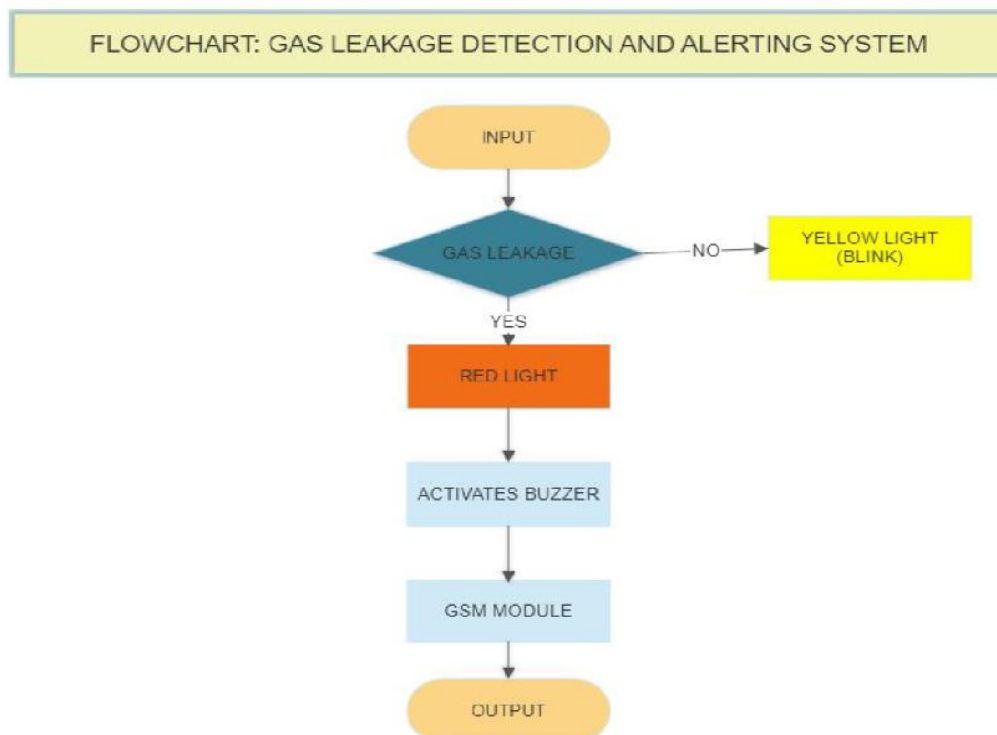 FLOWCHART: GAS LEAKAGE DETECTION AND ALERTING SYSTEM
INPUT
GAS LEAKAGE
NO
YELLOW LIGHT
(BLINK)
YES
RED LIGHT
ACTIVATES BUZZER
GSM MODULE
OUTPUT